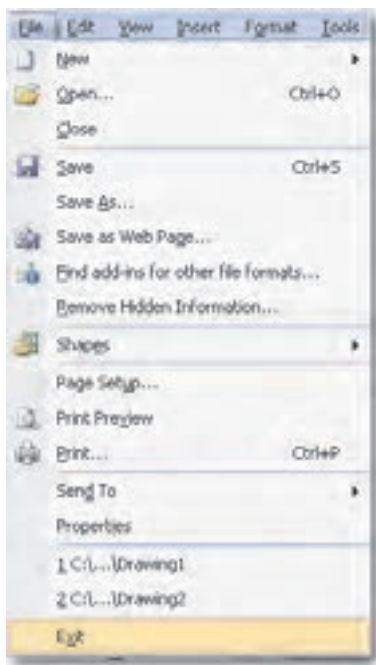 File Edit View Insert Format Tools
New
Open... Ctrl+O
Close
Save Ctrl+S
Save As...
Save as Web Page...
Find add-ins for other file formats...
Remove Hidden Information...
Shapes
Page Setup...
Print Preview
Print... Ctrl+P
Send To
Properties
1 C:\...\Drawing1
2 C:\...\Drawing2
Exit